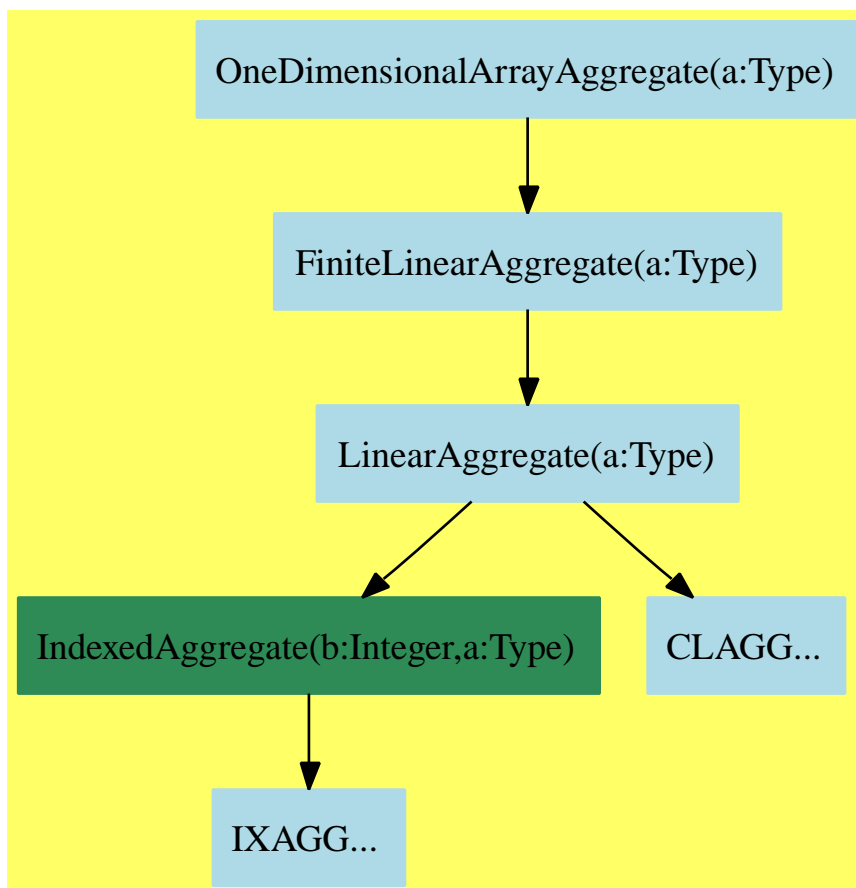 OneDimensionalArrayAggregate(a:Type)
FiniteLinearAggregate(a:Type)
LinearAggregate(a:Type)
IndexedAggregate(b:Integer,a:Type)
CLAGG...
IXAGG...